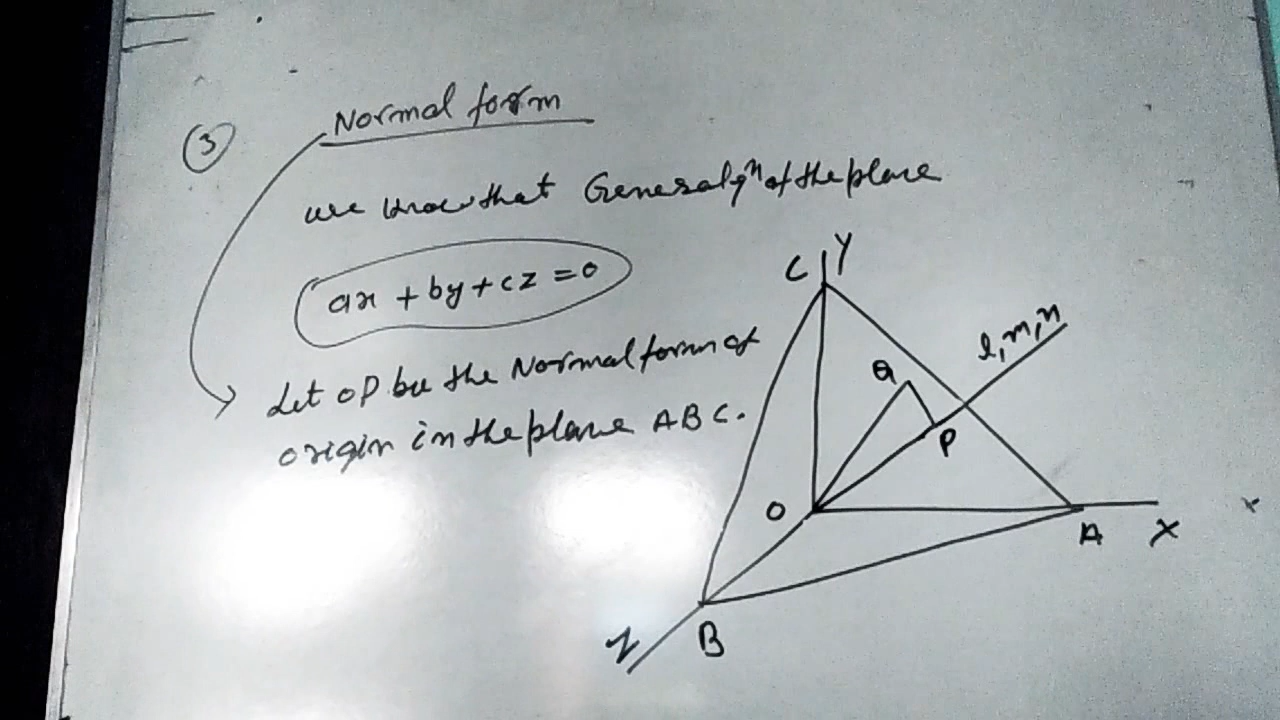 3
Normal form
we know that General eqⁿ of the plane
ax + by + cz = 0
Let OP be the Normal form of
origin in the plane ABC.
C Y
l, m, n
Q
P
O
A X
Z B